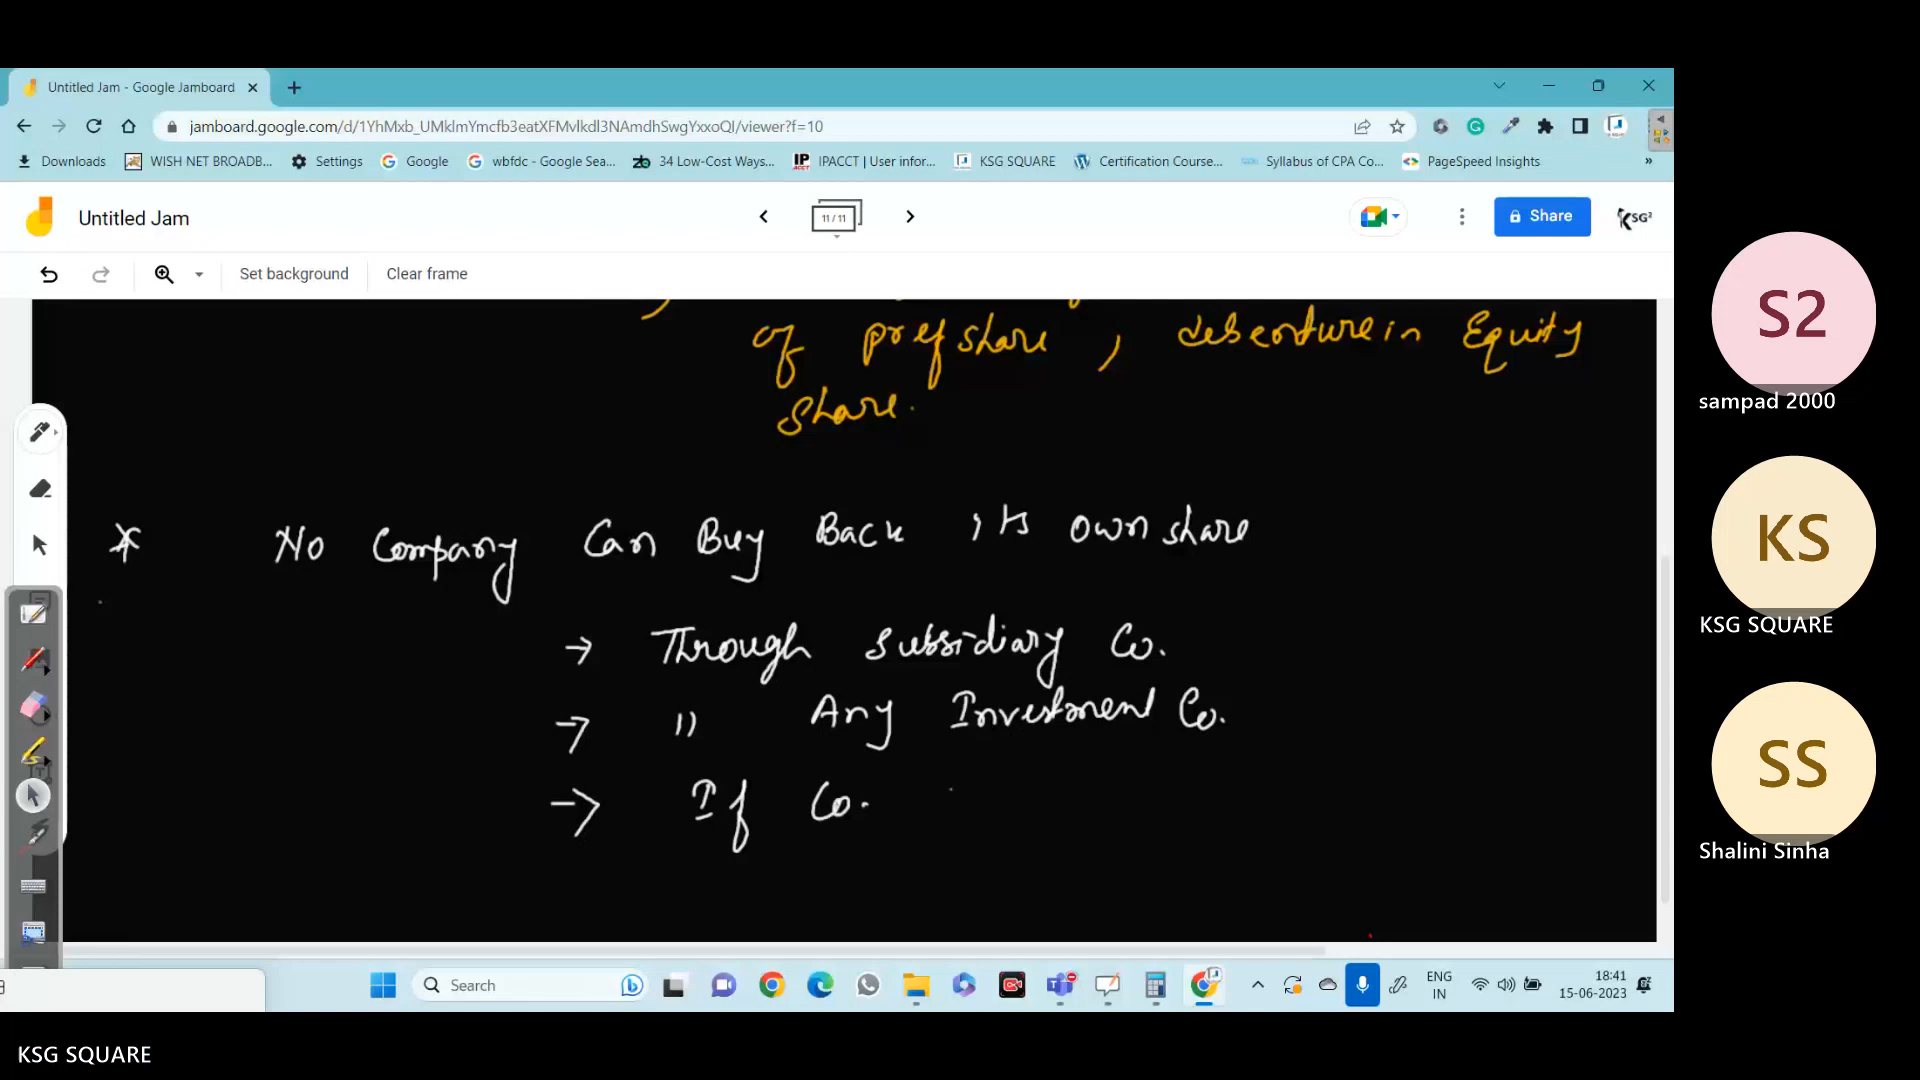 Untitled Jam - Google Jamboard
jamboard.google.com/d/1YhMxb_UMklmYmcfb3eatXFMvlkdl3NAmdhSwgYxxoQI/viewer?f=10
Downloads WISH NET BROADB... Settings Google wbfdc - Google Sea... 34 Low-Cost Ways... IPACCT | User infor... KSG SQUARE Certification Course... Syllabus of CPA Co... PageSpeed Insights »
Untitled Jam 11 / 11 Share KSG²
Set background Clear frame
of pref share , debenture in Equity
share.
* No Company Can Buy Back its own share
→ Through Subsidiary Co.
→ " Any Investment Co.
→ If Co.
S2
sampad 2000
KS
KSG SQUARE
SS
Shalini Sinha
Search
ENG
IN
18:41
15-06-2023
KSG SQUARE